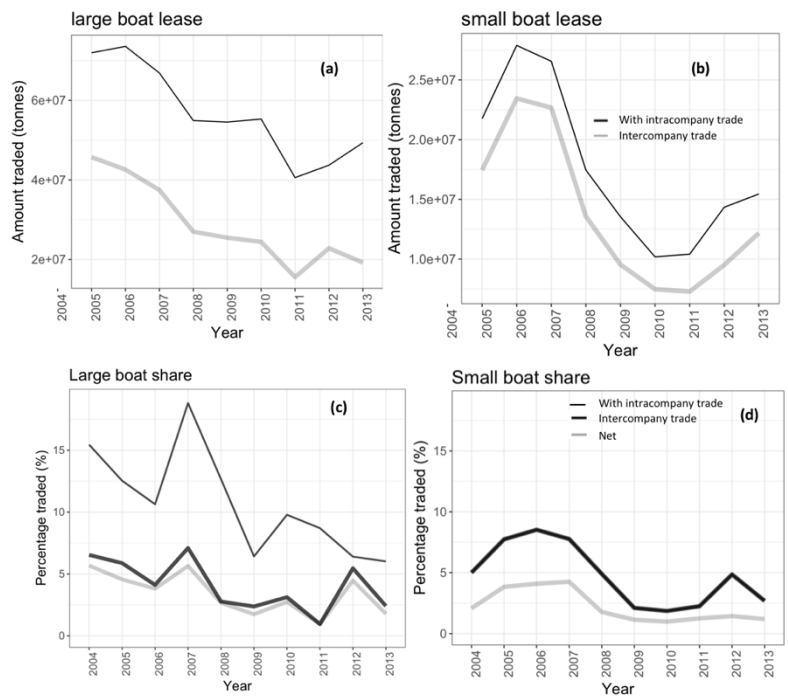 large boat lease
(a)
Amount traded (tonnes)
6e+07
4e+07
2e+07
2004
2005
2006
2007
2008
2009
2010
2011
2012
2013
Year
small boat lease
(b)
With intracompany trade
Intercompany trade
Amount traded (tonnes)
2.5e+07
2.0e+07
1.5e+07
1.0e+07
2004
2005
2006
2007
2008
2009
2010
2011
2012
2013
Year
Large boat share
(c)
Percentage traded (%)
15
10
5
0
2004
2005
2006
2007
2008
2009
2010
2011
2012
2013
Year
Small boat share
With intracompany trade
Intercompany trade
Net
(d)
Percentage traded (%)
15
10
5
0
2004
2005
2006
2007
2008
2009
2010
2011
2012
2013
Year